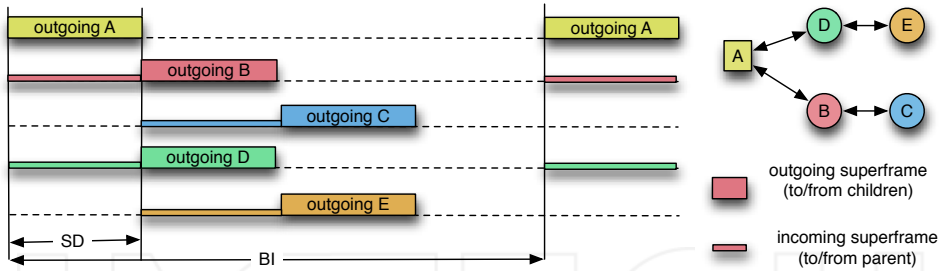 outgoing A
outgoing A
outgoing B
outgoing C
outgoing D
outgoing E
SD
BI
D
E
A
B
C
outgoing superframe
(to/from children)
incoming superframe
(to/from parent)